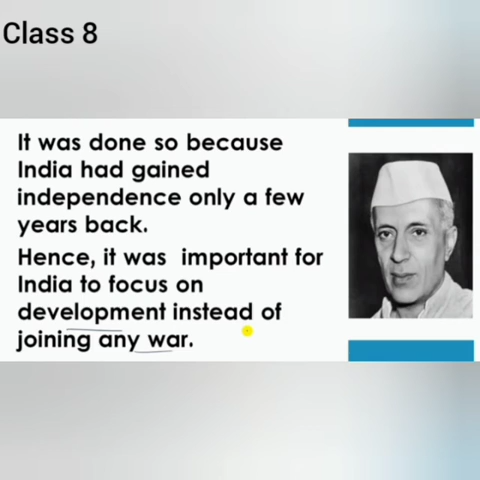 Class 8
It was done so because
India had gained
independence only a few
years back.
Hence, it was important for
India to focus on
development instead of
joining any war.